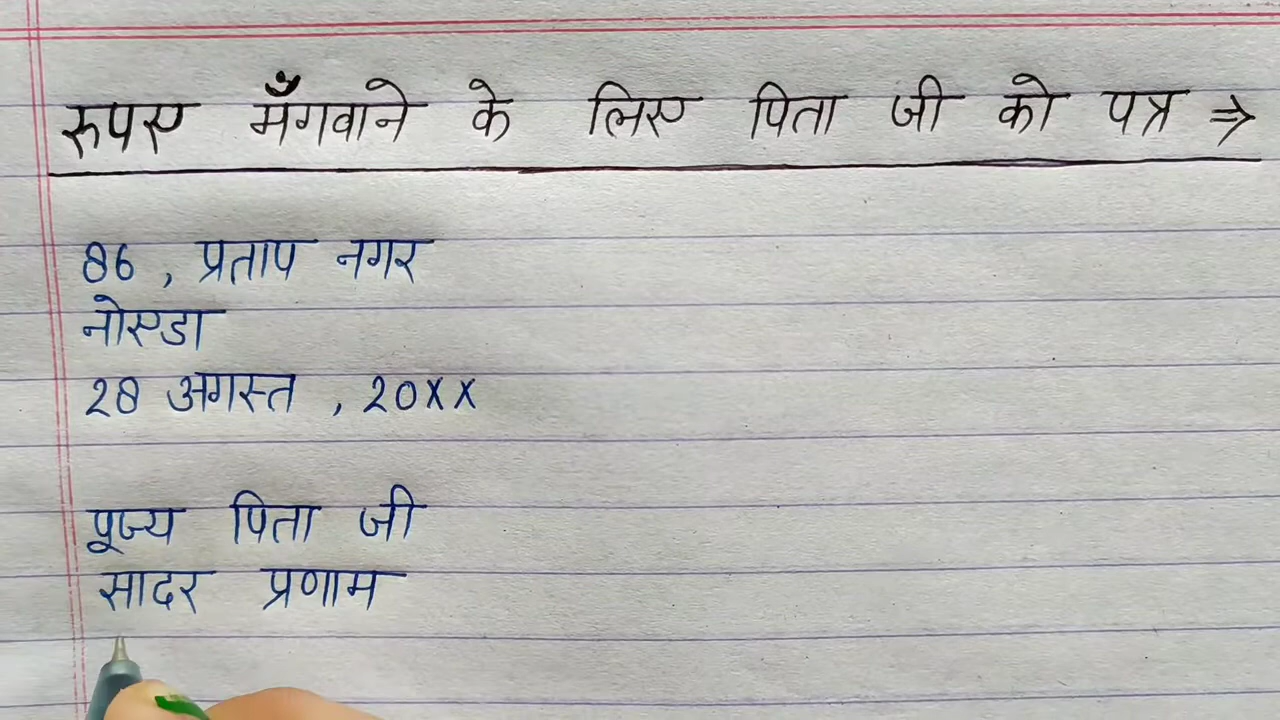 रुपए मँगवाने के लिए पिता जी को पत्र ⇒
86 , प्रताप नगर
नोएडा
28 अगस्त , 20XX
पूज्य पिता जी
सादर प्रणाम